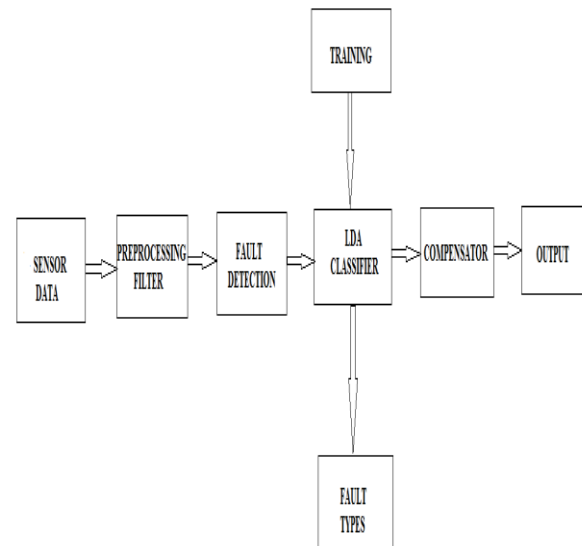 TRAINING
SENSOR
DATA
PREPROCESSING
FILTER
FAULT
DETECTION
LDA
CLASSIFIER
COMPENSATOR
OUTPUT
FAULT
TYPES